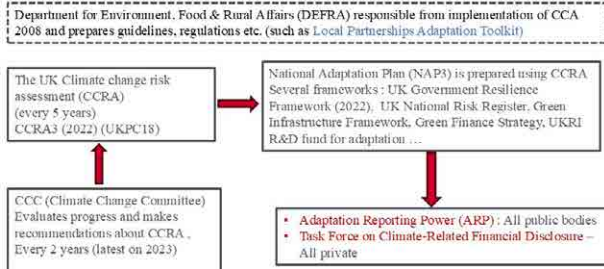 Department for Environment, Food & Rural Affairs (DEFRA) responsible from implementation of CCA
2008 and prepares guidelines, regulations etc. (such as Local Partnerships Adaptation Toolkit)
The UK Climate change risk
assessment (CCRA)
(every 5 years)
CCRA3 (2022) (UKPC18)
National Adaptation Plan (NAP3) is prepared using CCRA
Several frameworks : UK Government Resilience
Framework (2022), UK National Risk Register, Green
Infrastructure Framework, Green Finance Strategy, UKRI
R&D fund for adaptation …
CCC (Climate Change Committee)
Evaluates progress and makes
recommendations about CCRA .
Every 2 years (latest on 2023)
• Adaptation Reporting Power (ARP) : All public bodies
• Task Force on Climate-Related Financial Disclosure –
All private